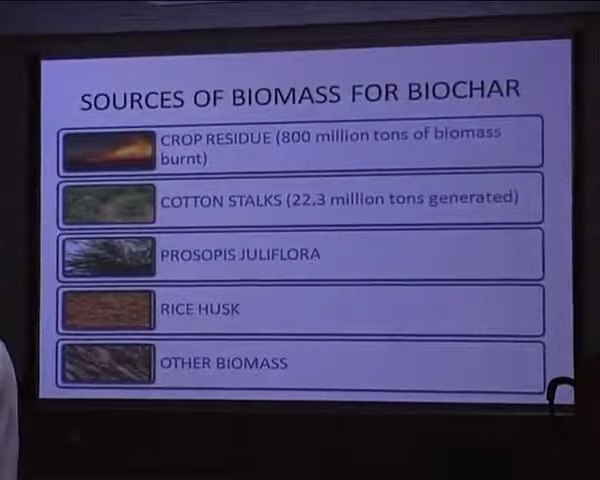 SOURCES OF BIOMASS FOR BIOCHAR
CROP RESIDUE (800 million tons of biomass
burnt)
COTTON STALKS (22.3 million tons generated)
PROSOPIS JULIFLORA
RICE HUSK
OTHER BIOMASS